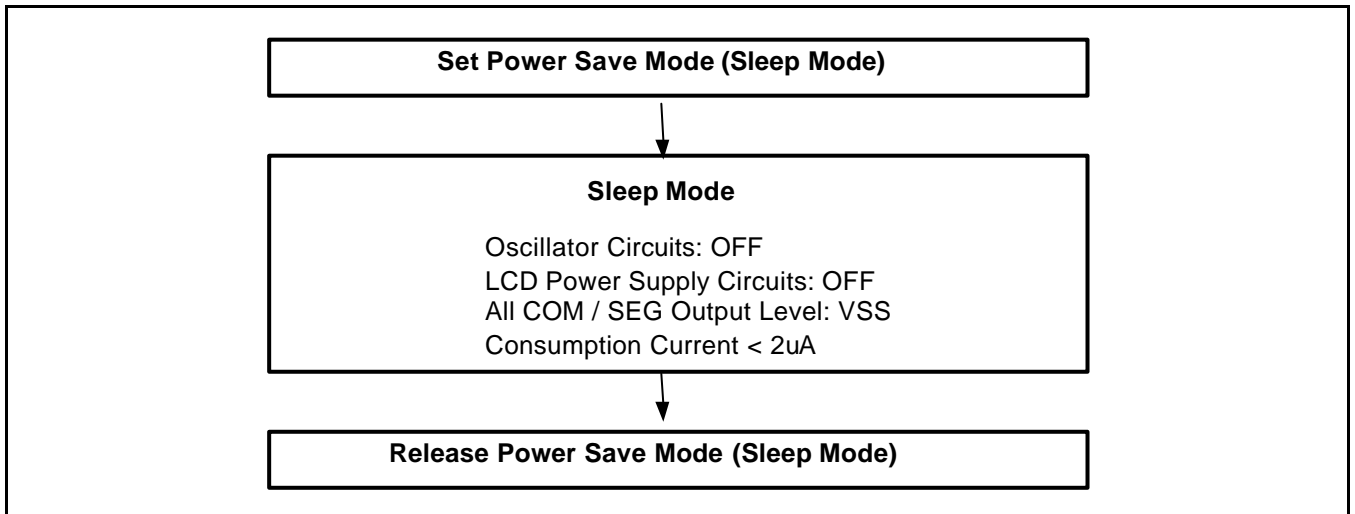 Set Power Save Mode (Sleep Mode)
Sleep Mode
Oscillator Circuits: OFF
LCD Power Supply Circuits: OFF
All COM / SEG Output Level: VSS
Consumption Current < 2uA
Release Power Save Mode (Sleep Mode)